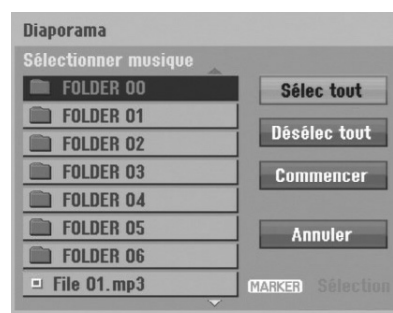 Diaporama
Sélectionner musique
FOLDER 00
FOLDER 01
FOLDER 02
FOLDER 03
FOLDER 04
FOLDER 05
FOLDER 06
File 01.mp3
Sélec tout
Désélec tout
Commencer
Annuler
MARKER Sélection